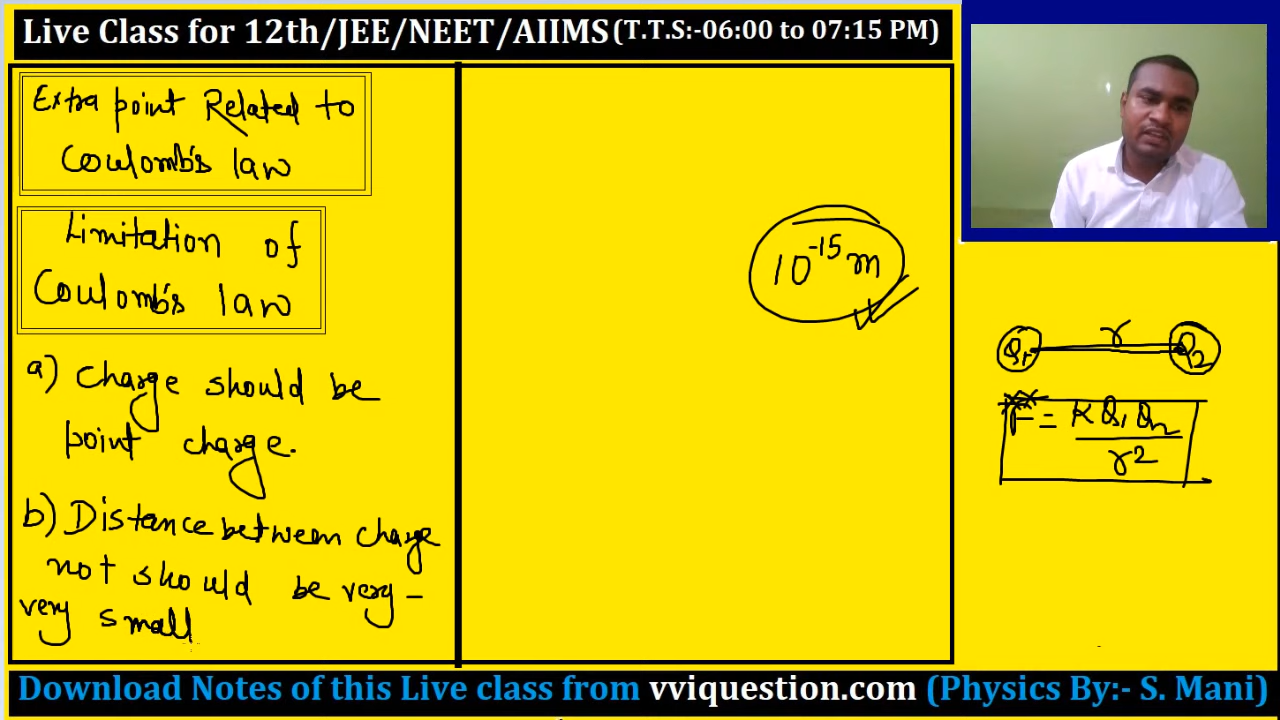 Live Class for 12th/JEE/NEET/AIIMS(T.T.S:-06:00 to 07:15 PM)
Extra point Related to
Coulomb's law
Limitation of
Coulomb's law
a) Charge should be
point charge.
b) Distance between charge
not should be very -
very small
10⁻¹⁵ m
Q₁ r Q₂
F = K Q₁ Q₂
r²
Download Notes of this Live class from vviquestion.com (Physics By:- S. Mani)